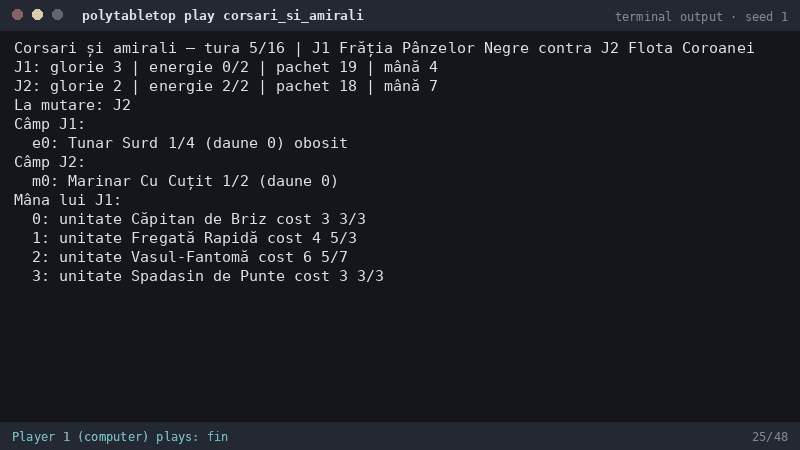 polytabletop play corsari_si_amirali
terminal output · seed 1
Corsari și amirali — tura 5/16 | J1 Frăția Pânzelor Negre contra J2 Flota Coroanei
J1: glorie 3 | energie 0/2 | pachet 19 | mână 4
J2: glorie 2 | energie 2/2 | pachet 18 | mână 7
La mutare: J2
Câmp J1:
e0: Tunar Surd 1/4 (daune 0) obosit
Câmp J2:
m0: Marinar Cu Cuțit 1/2 (daune 0)
Mâna lui J1:
0: unitate Căpitan de Briz cost 3 3/3
1: unitate Fregată Rapidă cost 4 5/3
2: unitate Vasul-Fantomă cost 6 5/7
3: unitate Spadasin de Punte cost 3 3/3
Player 1 (computer) plays: fin
25/48